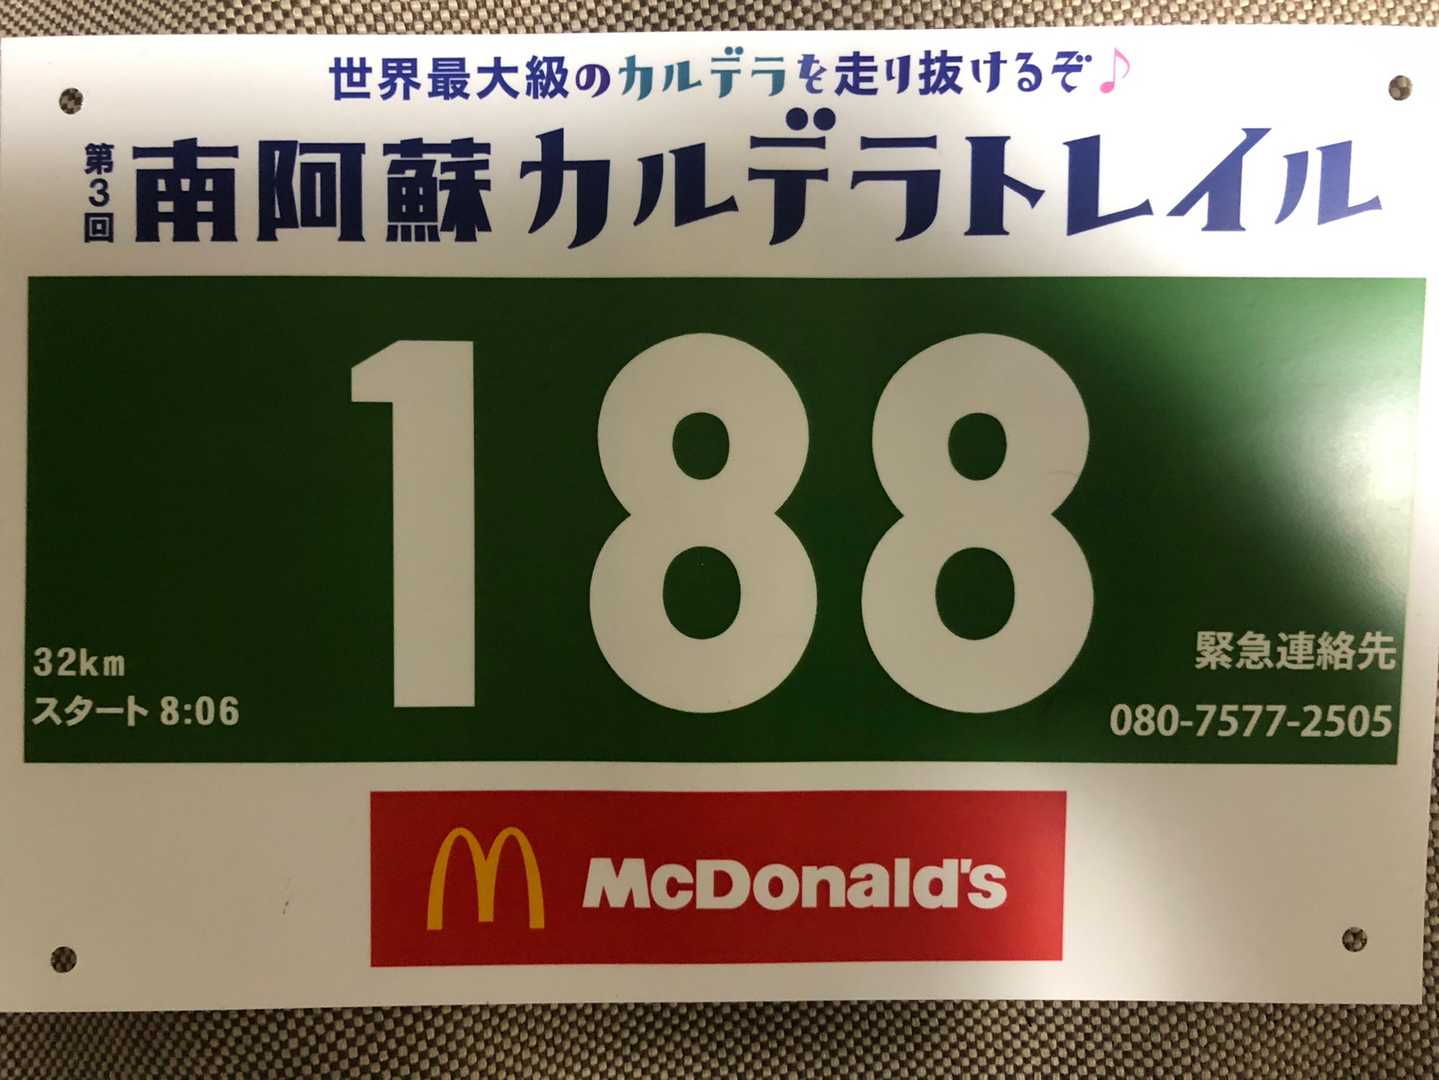 世界最大級のカルデラを走り抜けるぞ♪
第3回 南阿蘇カルデラトレイル
188
32km
スタート 8:06
緊急連絡先
080-7577-2505
McDonald's